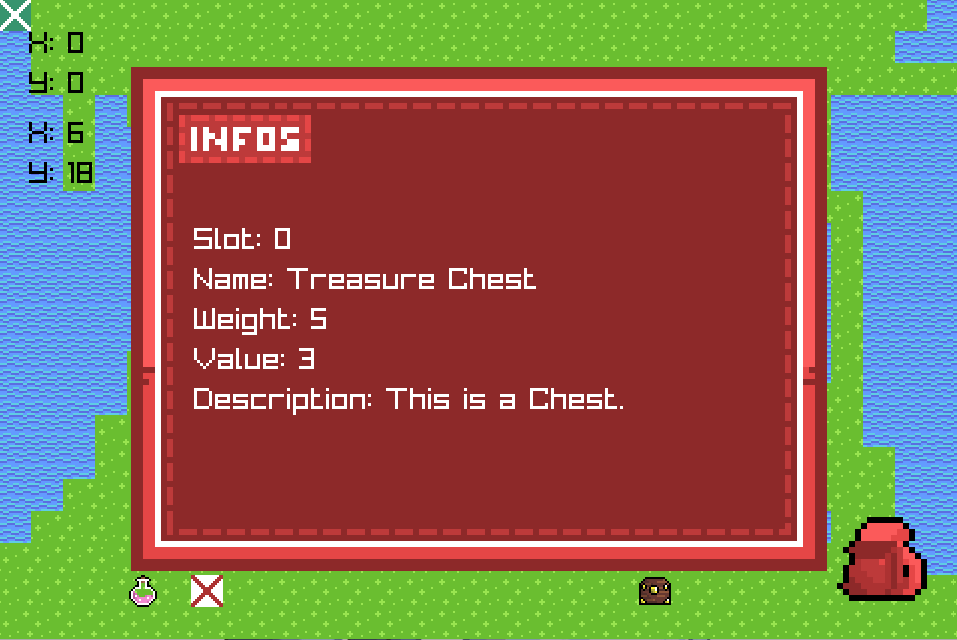 X: 0
Y: 0
X: 6
Y: 18
INFOS
Slot: 0
Name: Treasure Chest
Weight: 5
Value: 3
Description: This is a Chest.